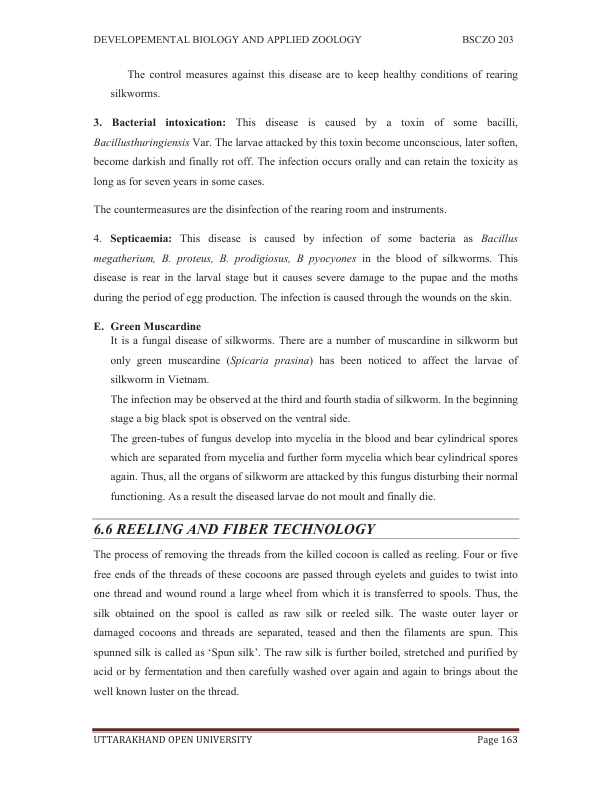 DEVELOPEMENTAL BIOLOGY AND APPLIED ZOOLOGY BSCZO 203
The control measures against this disease are to keep healthy conditions of rearing
silkworms.
3. Bacterial intoxication: This disease is caused by a toxin of some bacilli,
Bacillusthuringiensis Var. The larvae attacked by this toxin become unconscious, later soften,
become darkish and finally rot off. The infection occurs orally and can retain the toxicity as
long as for seven years in some cases.
The countermeasures are the disinfection of the rearing room and instruments.
4. Septicaemia: This disease is caused by infection of some bacteria as Bacillus
megatherium, B. proteus, B. prodigiosus, B pyocyones in the blood of silkworms. This
disease is rear in the larval stage but it causes severe damage to the pupae and the moths
during the period of egg production. The infection is caused through the wounds on the skin.
E. Green Muscardine
It is a fungal disease of silkworms. There are a number of muscardine in silkworm but
only green muscardine (Spicaria prasina) has been noticed to affect the larvae of
silkworm in Vietnam.
The infection may be observed at the third and fourth stadia of silkworm. In the beginning
stage a big black spot is observed on the ventral side.
The green-tubes of fungus develop into mycelia in the blood and bear cylindrical spores
which are separated from mycelia and further form mycelia which bear cylindrical spores
again. Thus, all the organs of silkworm are attacked by this fungus disturbing their normal
functioning. As a result the diseased larvae do not moult and finally die.
6.6 REELING AND FIBER TECHNOLOGY
The process of removing the threads from the killed cocoon is called as reeling. Four or five
free ends of the threads of these cocoons are passed through eyelets and guides to twist into
one thread and wound round a large wheel from which it is transferred to spools. Thus, the
silk obtained on the spool is called as raw silk or reeled silk. The waste outer layer or
damaged cocoons and threads are separated, teased and then the filaments are spun. This
spunned silk is called as ‘Spun silk’. The raw silk is further boiled, stretched and purified by
acid or by fermentation and then carefully washed over again and again to brings about the
well known luster on the thread.
UTTARAKHAND OPEN UNIVERSITY Page 163